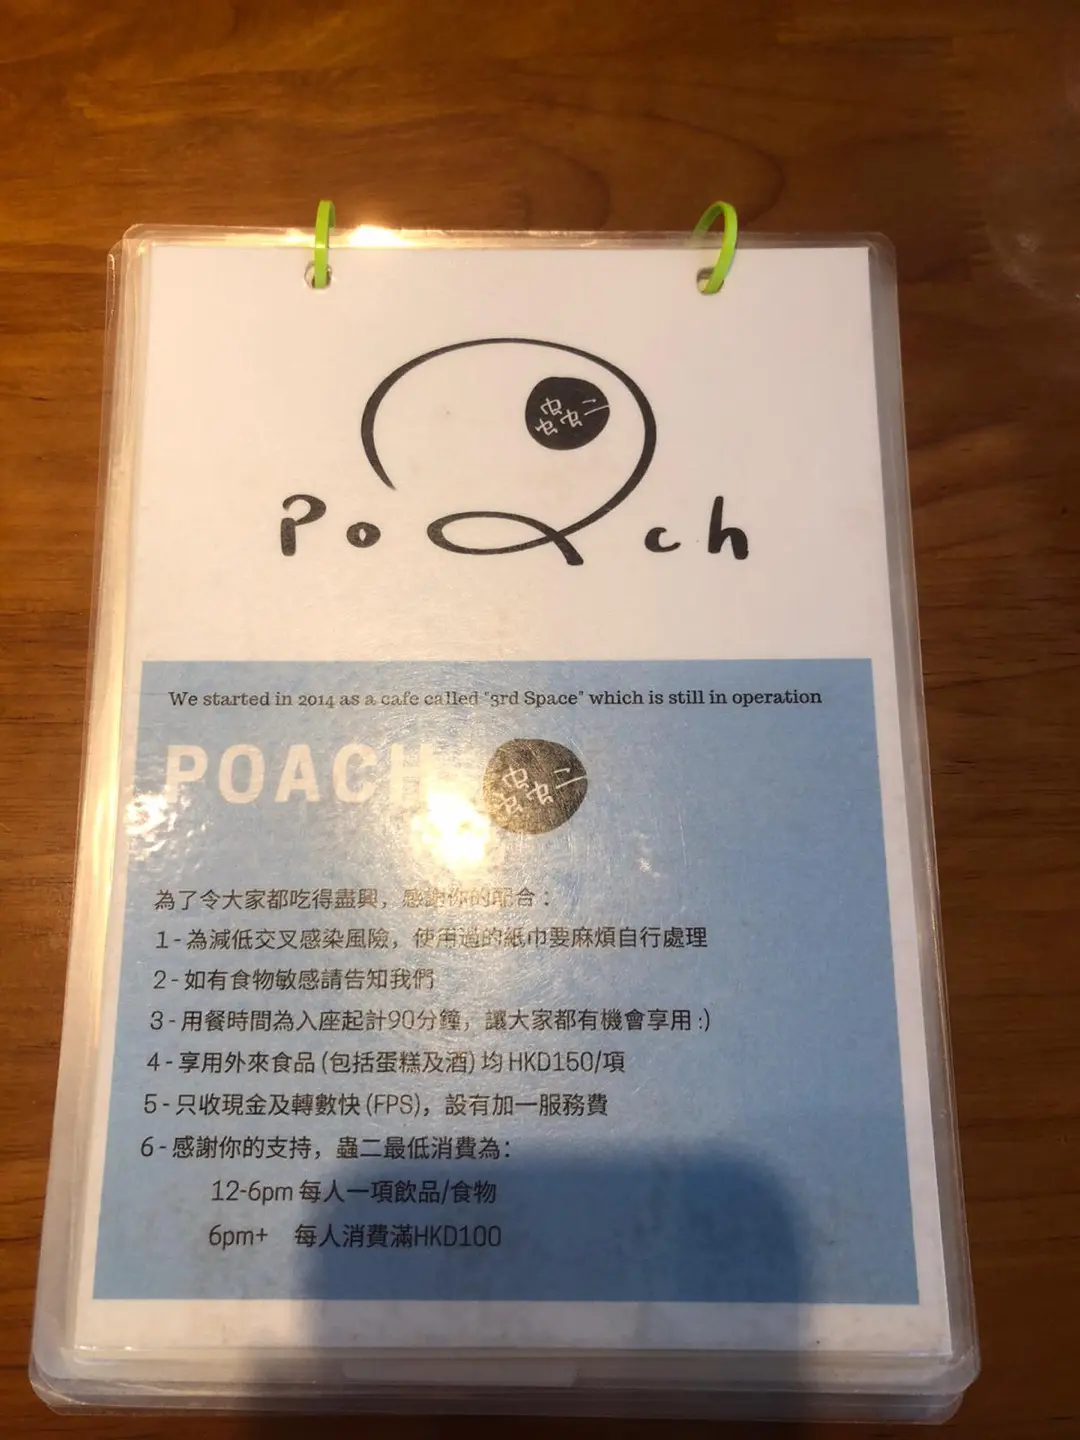 蟲二
Poach
We started in 2014 as a cafe called "3rd Space" which is still in operation
POACH 蟲二
為了令大家都吃得盡興，感謝你的配合：
1 - 為減低交叉感染風險，使用過的紙巾要麻煩自行處理
2 - 如有食物敏感請告知我們
3 - 用餐時間為入座起計90分鐘，讓大家都有機會享用 :)
4 - 享用外來食品 (包括蛋糕及酒) 均 HKD150/項
5 - 只收現金及轉數快 (FPS)，設有加一服務費
6 - 感謝你的支持，蟲二最低消費為：
12-6pm 每人一項飲品/食物
6pm+ 每人消費滿HKD100